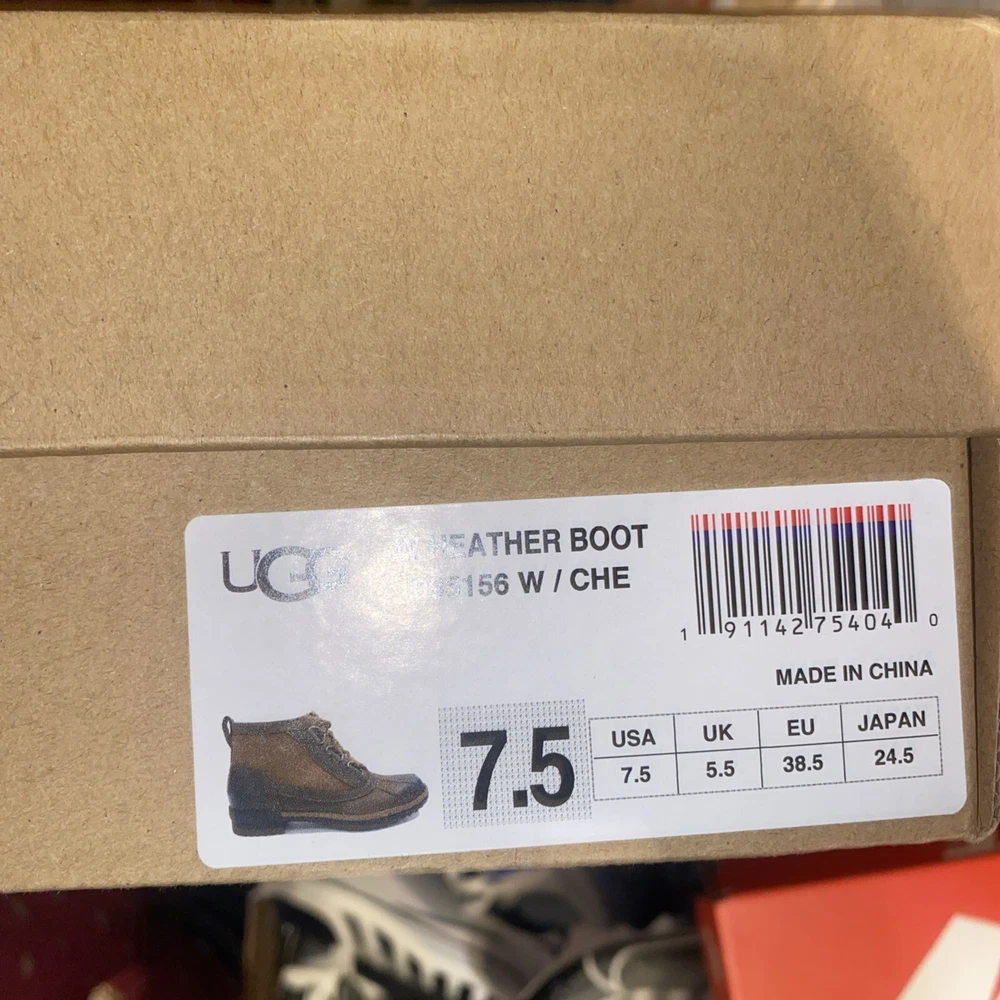 UGG
HEATHER BOOT
5156 W / CHE
1 91142 75404 0
MADE IN CHINA
7.5
USA UK EU JAPAN
7.5 5.5 38.5 24.5